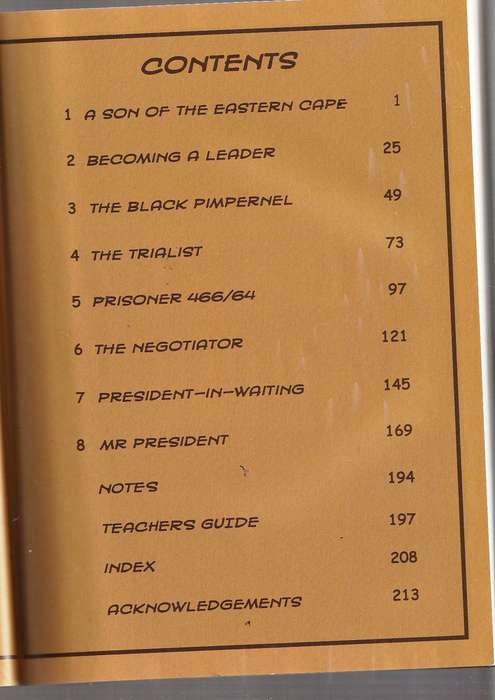 CONTENTS
1 A SON OF THE EASTERN CAPE 1
2 BECOMING A LEADER 25
3 THE BLACK PIMPERNEL 49
4 THE TRIALIST 73
5 PRISONER 466/64 97
6 THE NEGOTIATOR 121
7 PRESIDENT-IN-WAITING 145
8 MR PRESIDENT 169
NOTES 194
TEACHERS GUIDE 197
INDEX 208
ACKNOWLEDGEMENTS 213